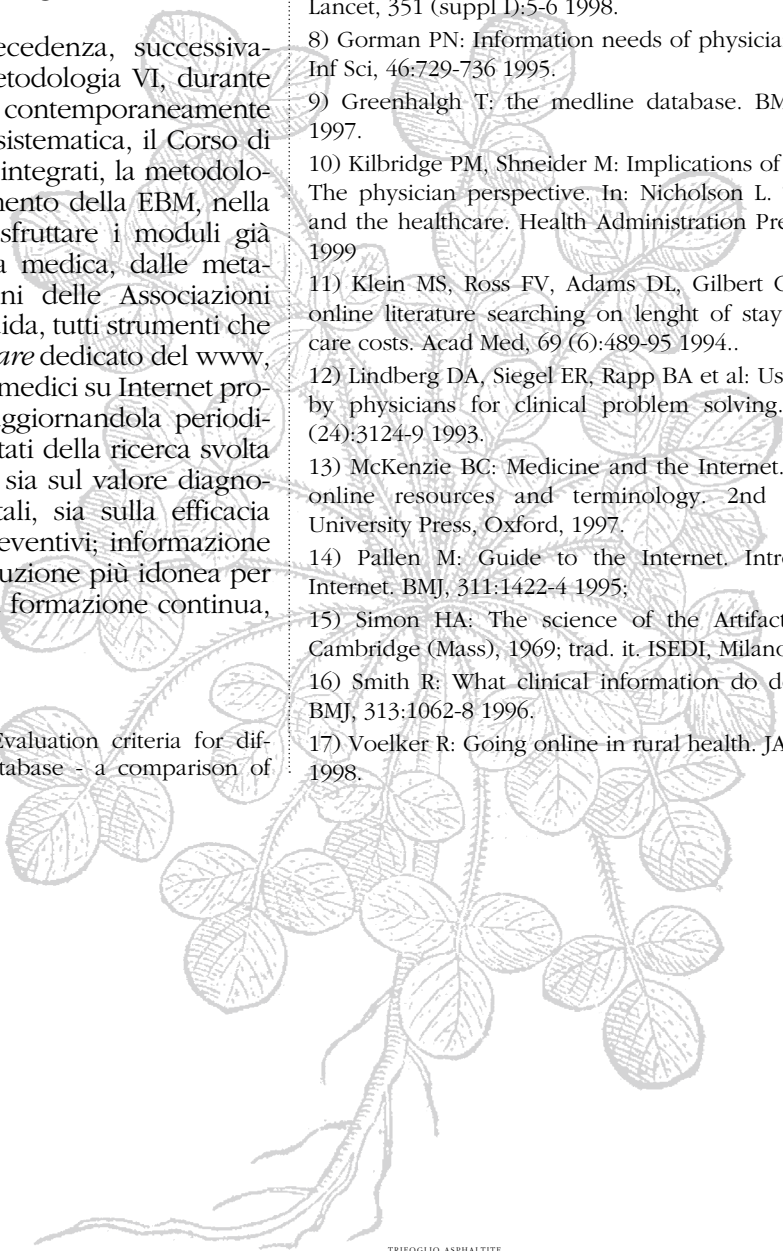 ecedenza, successiva-
etodologia VI, durante
contemporaneamente
sistematica, il Corso di
integrati, la metodolo-
mento della EBM, nella
sfruttare i moduli già
a medica, dalle meta-
ni delle Associazioni
uida, tutti strumenti che
are dedicato del www,
medici su Internet pro-
aggiornandola periodi-
tati della ricerca svolta
sia sul valore diagno-
tali, sia sulla efficacia
eventivi; informazione
uzione più idonea per
formazione continua,
Evaluation criteria for dif-
tabase - a comparison of
Lancet, 351 (suppl I):5-6 1998.
8) Gorman PN: Information needs of physicia
Inf Sci, 46:729-736 1995.
9) Greenhalgh T: the medline database. BM
1997.
10) Kilbridge PM, Shneider M: Implications of
The physician perspective. In: Nicholson L.
and the healthcare. Health Administration Pre
1999
11) Klein MS, Ross FV, Adams DL, Gilbert C
online literature searching on lenght of stay
care costs. Acad Med, 69 (6):489-95 1994..
12) Lindberg DA, Siegel ER, Rapp BA et al: Us
by physicians for clinical problem solving.
(24):3124-9 1993.
13) McKenzie BC: Medicine and the Internet.
online resources and terminology. 2nd
University Press, Oxford, 1997.
14) Pallen M: Guide to the Internet. Intr
Internet. BMJ, 311:1422-4 1995;
15) Simon HA: The science of the Artifact
Cambridge (Mass), 1969; trad. it. ISEDI, Milano
16) Smith R: What clinical information do d
BMJ, 313:1062-8 1996.
17) Voelker R: Going online in rural health. JA
1998.
TRIFOGLIO ASPHALTITE